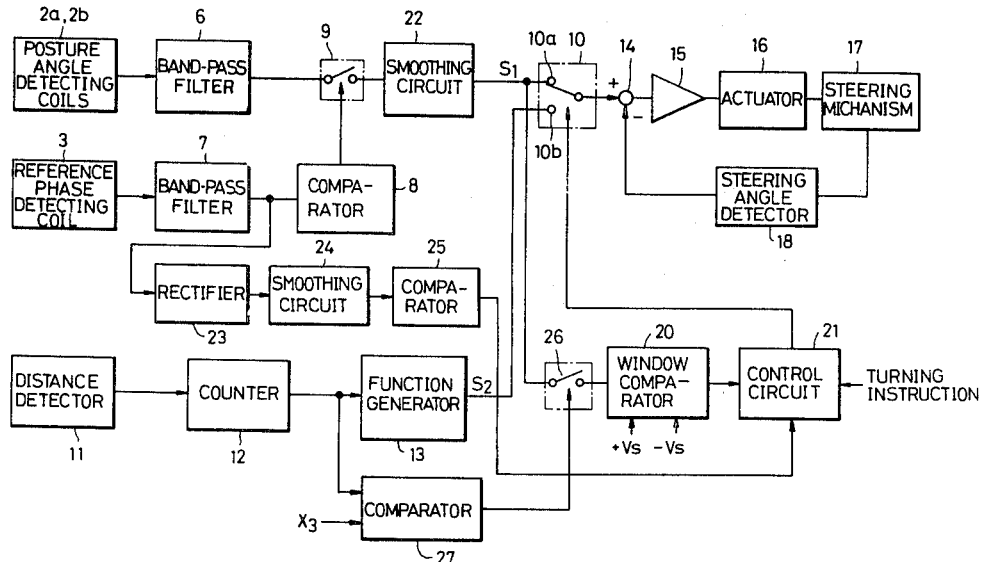 2a, 2b
POSTURE
ANGLE
DETECTING
COILS
6
BAND-PASS
FILTER
9
22
SMOOTHING
CIRCUIT
S1
10a
10
10b
14
+
−
15
16
ACTUATOR
17
STEERING
MICHANISM
3
REFERENCE
PHASE
DETECTING
COIL
7
BAND-PASS
FILTER
COMPA-
RATOR
8
STEERING
ANGLE
DETECTOR
18
RECTIFIER
23
24
SMOOTHING
CIRCUIT
25
COMPA-
RATOR
DISTANCE
DETECTOR
11
COUNTER
12
FUNCTION
GENERATOR
13
S2
26
20
WINDOW
COMPA-
RATOR
+Vs −Vs
21
CONTROL
CIRCUIT
TURNING
INSTRUCTION
X3
COMPARATOR
27